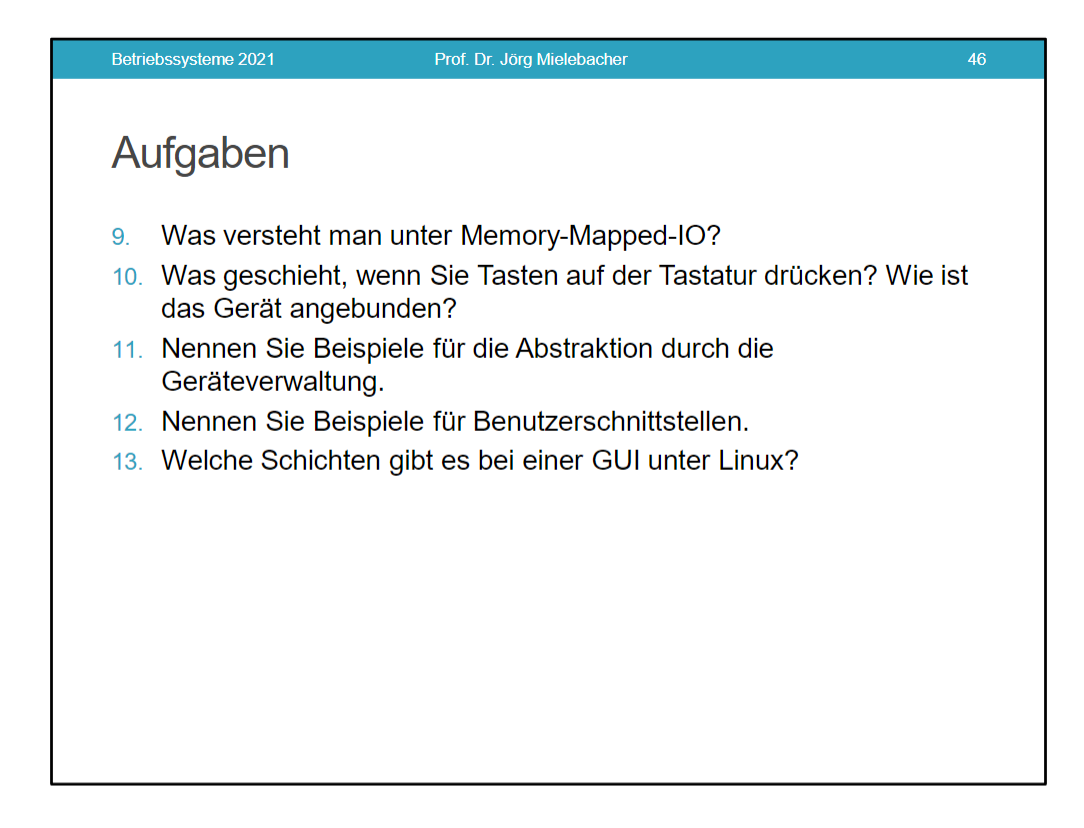 Betriebssysteme 2021 Prof. Dr. Jörg Mielebacher 46
Aufgaben
9. Was versteht man unter Memory-Mapped-IO?
10. Was geschieht, wenn Sie Tasten auf der Tastatur drücken? Wie ist
das Gerät angebunden?
11. Nennen Sie Beispiele für die Abstraktion durch die
Geräteverwaltung.
12. Nennen Sie Beispiele für Benutzerschnittstellen.
13. Welche Schichten gibt es bei einer GUI unter Linux?